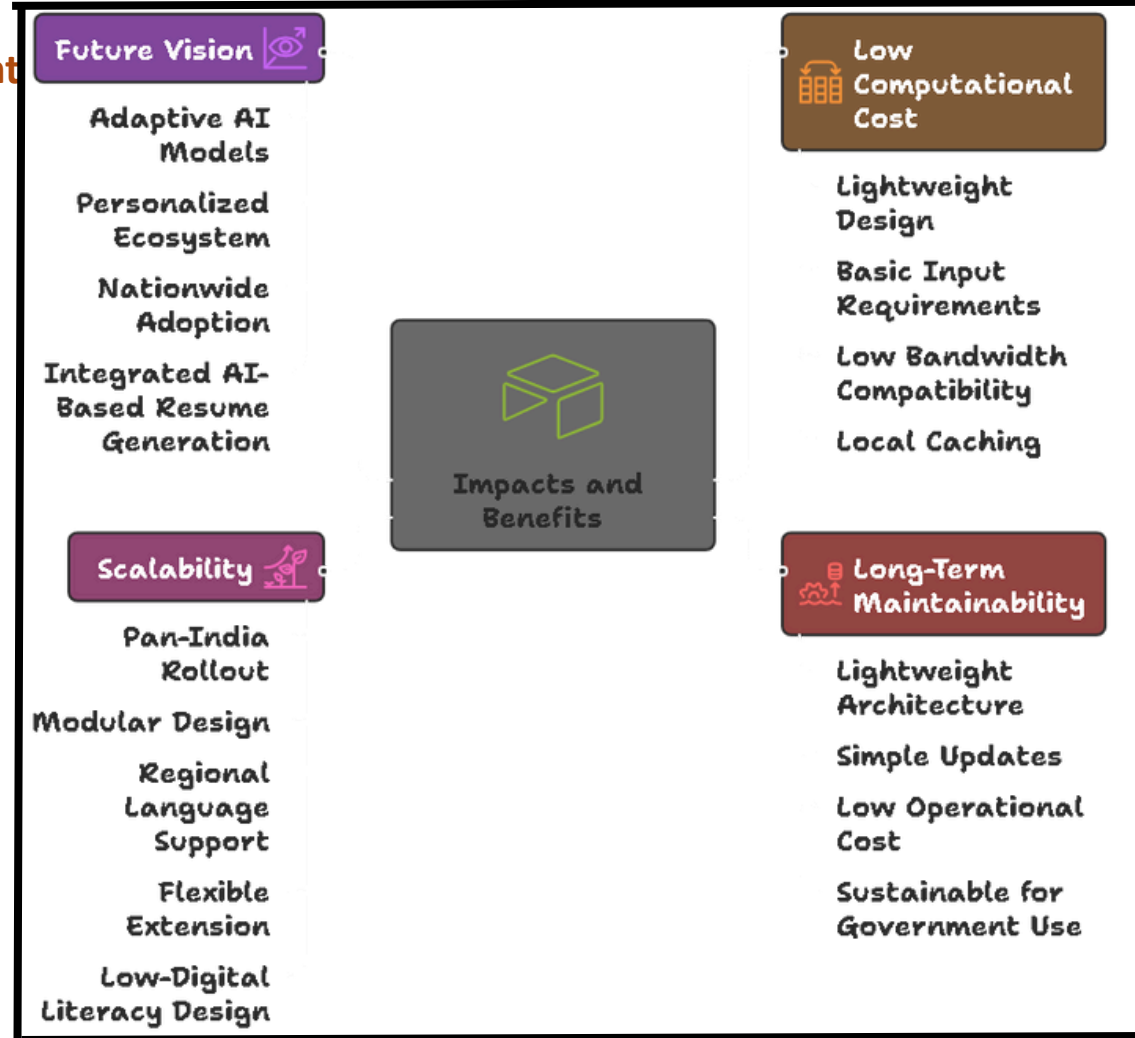 Future Vision
Adaptive AI
Models
Personalized
Ecosystem
Nationwide
Adoption
Integrated AI-
Based Resume
Generation
Low
Computational
Cost
Lightweight
Design
Basic Input
Requirements
Low Bandwidth
Compatibility
Local Caching
Impacts and
Benefits
Scalability
Pan-India
Rollout
Modular Design
Regional
Language
Support
Flexible
Extension
Low-Digital
Literacy Design
Long-Term
Maintainability
Lightweight
Architecture
Simple Updates
Low Operational
Cost
Sustainable for
Government Use